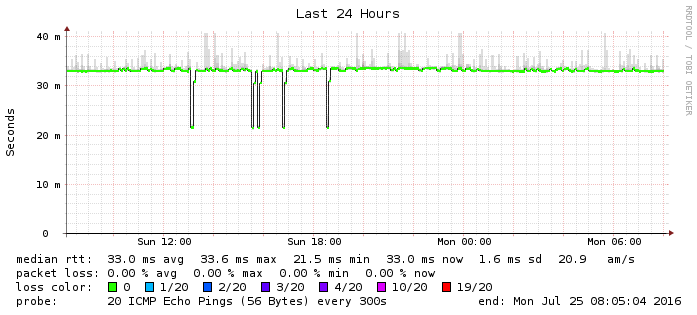 Last 24 Hours
RRDTOOL / TOBI OETIKER
Seconds
40 m
30 m
20 m
10 m
0
Sun 12:00 Sun 18:00 Mon 00:00 Mon 06:00
median rtt: 33.0 ms avg 33.6 ms max 21.5 ms min 33.0 ms now 1.6 ms sd 20.9 am/s
packet loss: 0.00 % avg 0.00 % max 0.00 % min 0.00 % now
loss color: 0 1/20 2/20 3/20 4/20 10/20 19/20
probe: 20 ICMP Echo Pings (56 Bytes) every 300s end: Mon Jul 25 08:05:04 2016